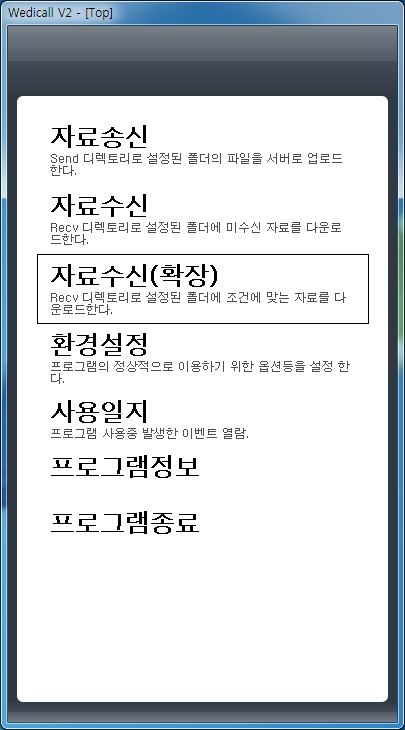 Wedicall V2 - [Top]
자료송신
Send 디렉토리로 설정된 폴더의 파일을 서버로 업로드
한다.
자료수신
Recv 디렉토리로 설정된 폴더에 미수신 자료를 다운로
드한다.
자료수신(확장)
Recv 디렉토리로 설정된 폴더에 조건에 맞는 자료를 다
운로드한다.
환경설정
프로그램의 정상적으로 이용하기 위한 옵션등을 설정 한
다.
사용일지
프로그램 사용중 발생한 이벤트 열람.
프로그램정보
프로그램종료